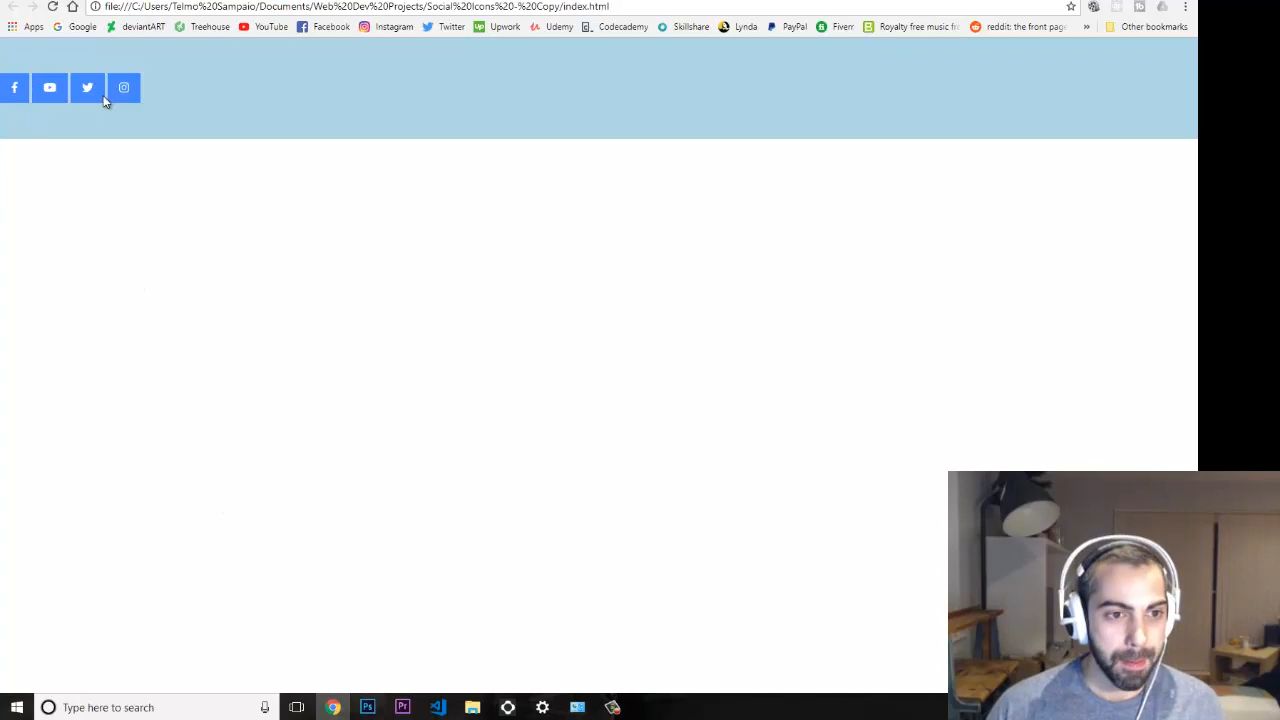 file:///C:/Users/Telmo%20Sampaio/Documents/Web%20Dev%20Projects/Social%20Icons%20-%20Copy/index.html
Apps Google deviantART Treehouse YouTube Facebook Instagram Twitter Upwork Udemy Codecademy Skillshare Lynda PayPal Fiverr Royalty free music fr reddit: the front page » Other bookmarks
Type here to search